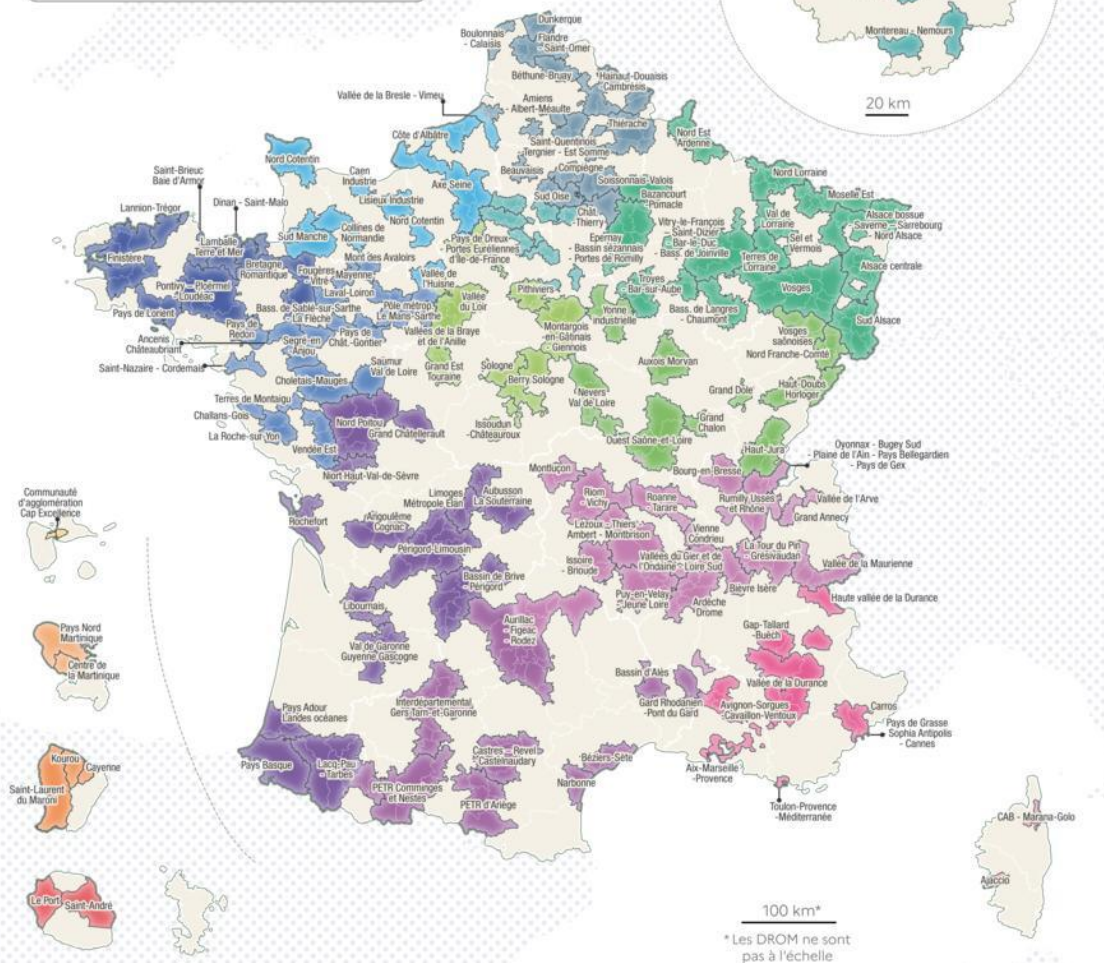 Montereau - Nemours
20 km
Dunkerque
Boulonnais
- Calaisis
Flandre
- Saint-Omer
Béthune-Bruay
Hainaut-Douaisis
Cambrésis
Vallée de la Bresle - Vimeu
Amiens
- Albert-Méaulte
Thiérache
Côte d'Albâtre
Nord Est
Ardenne
Saint-Quentinois
Tergnier - Est Somme
Nord Cotentin
Beauvaisis
Compiègne
Saint-Brieuc
Baie d'Armor
Caen
Industrie
Lisieux-Industrie
Axe Seine
Soissonnais-Valois
Nord Lorraine
Sud Oise
Bazancourt
Pomacle
Moselle Est
Lannion-Trégor
Dinan - Saint-Malo
Nord Cotentin
Chât.
Thierry
Vitry-le-François
- Saint-Dizier
Bar-le-Duc
Bass. de Joinville
Val de
Lorraine
Alsace bossue
Saverne - Sarrebourg
- Nord Alsace
Collines de
Normandie
Sud Manche
Pays de Dreux
- Portes Euréliennes
d'Île-de-France
Epernay
- Bassin sézannais
Portes de Romilly
Sel et
Vermois
Lamballe
Terre et Mer
Mont des Avaloirs
Finistère
Bretagne
Romantique
Fougères
- Vitré
Mayenne
Vallée de
l'Huisne
Terres de
Lorraine
Alsace centrale
Pontivy - Ploërmel
- Loudéac
Laval-Loiron
Pithiviers
Troyes
Bar-sur-Aube
Vosges
Bass. de Sablé-sur-Sarthe
La Flèche
Pôle métrop.
Le Mans-Sarthe
Vallée
du Loir
Yonne
industrielle
Bass. de Langres
- Chaumont
Pays de Lorient
Pays de
Redon
Vallées de la Braye
et de l'Anille
Montargois
-en-Gâtinais
- Giennois
Sud Alsace
Ancenis
Châteaubriant
Segré-en
Anjou
Pays de
Chât.-Gontier
Vosges
saônoises
Saint-Nazaire - Cordemais
Saumur
Val de Loire
Grand Est
Touraine
Sologne
Auxois Morvan
Nord Franche-Comté
Choletais-Mauges
Berry Sologne
Terres de Montaigu
Nevers
Val de Loire
Grand Dole
Haut-Doubs
Horloger
Challans-Gois
Nord Poitou
Issoudun
-Châteauroux
Grand
Chalon
La Roche-sur-Yon
Grand Châtellerault
Ouest Saône-et-Loire
Vendée Est
Haut-Jura
Oyonnax - Bugey Sud
- Plaine de l'Ain - Pays Bellegardien
- Pays de Gex
Niort Haut-Val-de-Sèvre
Montluçon
Bourg-en-Bresse
Communauté
d'agglomération
Cap Excellence
Limoges
Métropole Élan
Aubusson
La Souterraine
Riom
- Vichy
Roanne
- Tarare
Rumilly Usses
et Rhône
Vallée de l'Arve
Rochefort
Angoulême
Cognac
Grand Annecy
Lezoux - Thiers
Ambert - Montbrison
Vienne
Condrieu
Périgord-Limousin
La Tour du Pin
- Grésivaudan
Issoire
- Brioude
Vallées du Gier et de
l'Ondaine - Loire Sud
Vallée de la Maurienne
Bassin de Brive
Périgord
Bièvre Isère
Puy-en-Velay
- Jeune Loire
Ardèche
Drome
Haute vallée de la Durance
Libournais
Aurillac
- Figeac
- Rodez
Gap-Tallard
- Buëch
Pays Nord
Martinique
Centre de
la Martinique
Val de Garonne
Guyenne Gascogne
Bassin d'Alès
Vallée de la Durance
Pays Adour
Landes océanes
Interdépartemental
Gers-Tarn-et-Garonne
Gard Rhodanien
-Pont du Gard
Avignon-Sorgues
-Cavaillon-Ventoux
Carros
Pays de Grasse
Sophia Antipolis
- Cannes
Kourou
Cayenne
Pays Basque
Lacq-Pau
- Tarbes
Castres - Revel
- Castelnaudary
Béziers-Sète
Aix-Marseille
-Provence
Saint-Laurent
du Maroni
PETR Comminges
et Nestes
Narbonne
PETR d'Ariège
Toulon-Provence
-Méditerranée
CAB - Marana-Golo
Ajaccio
Le Port
Saint-André
100 km*
* Les DROM ne sont
pas à l'échelle